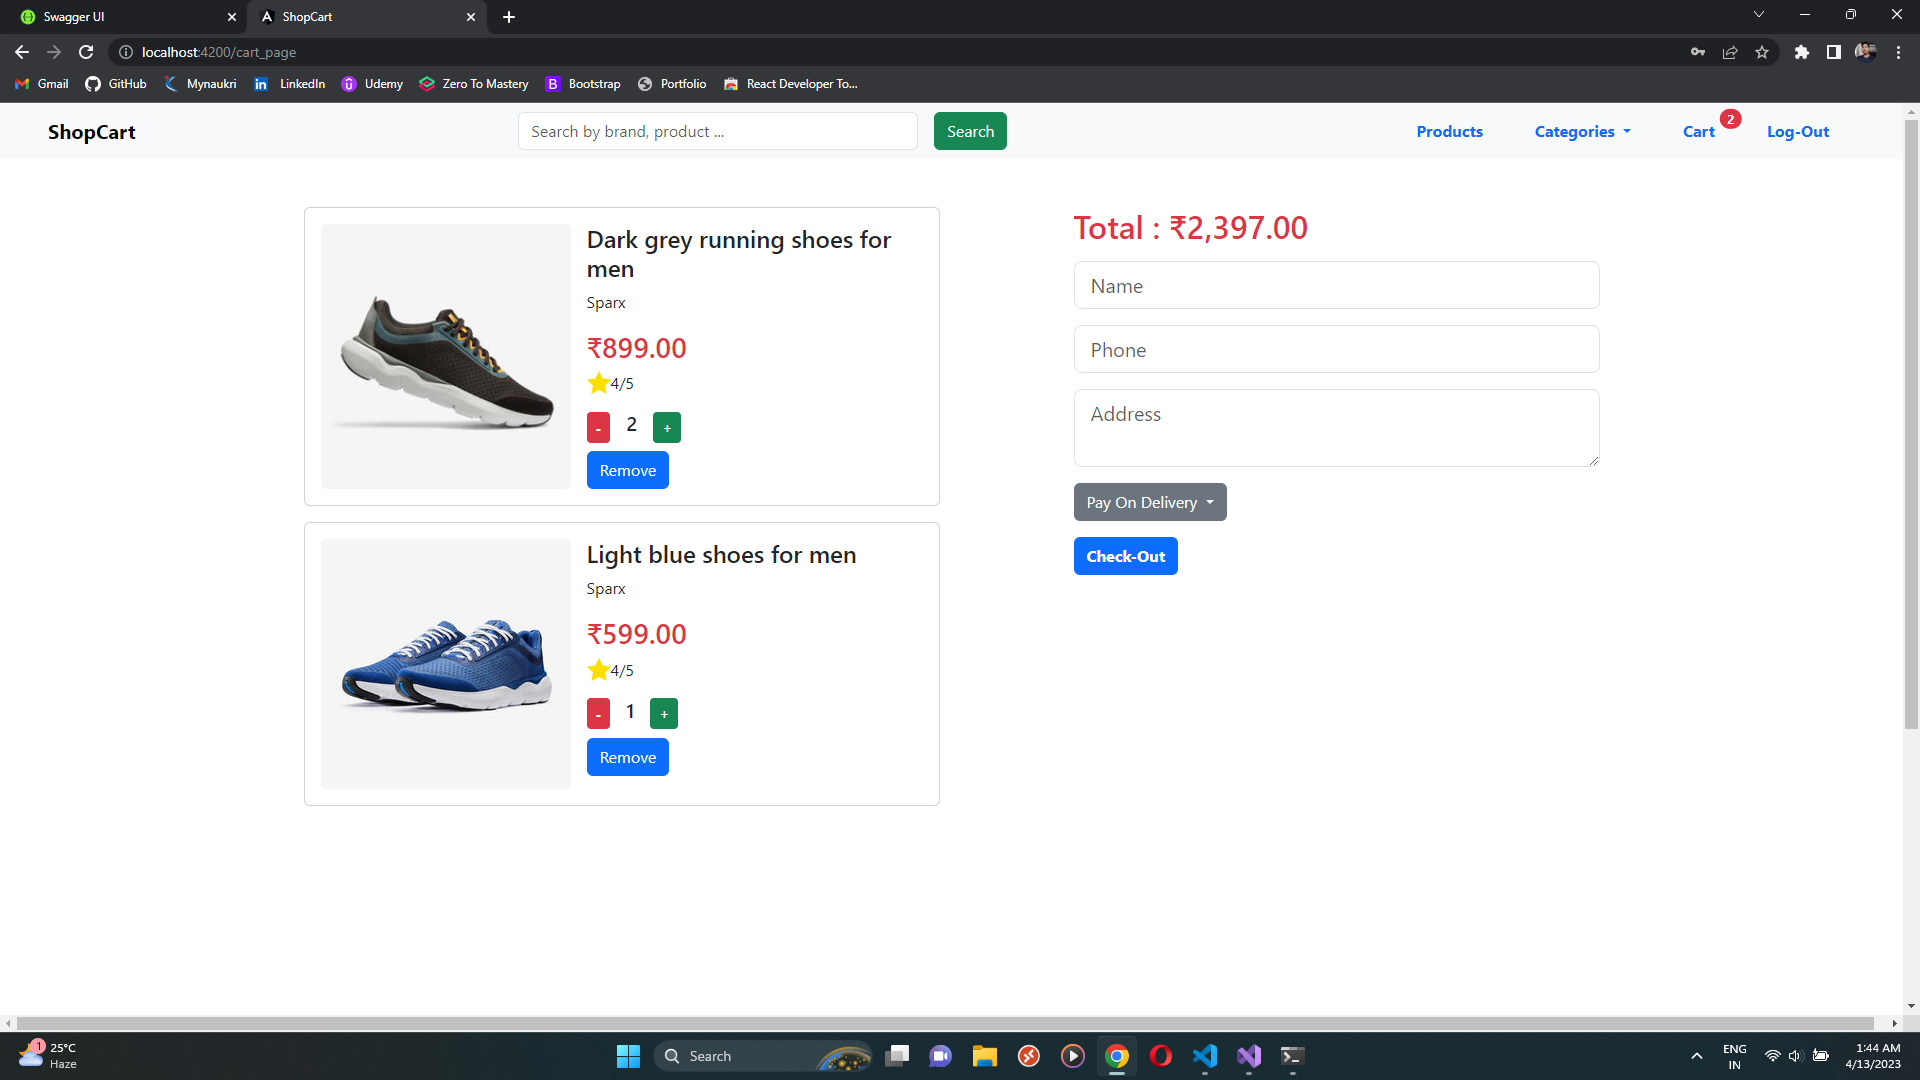 Swagger UI
ShopCart
localhost:4200/cart_page
Gmail
GitHub
Mynaukri
LinkedIn
Udemy
Zero To Mastery
Bootstrap
Portfolio
React Developer To...
ShopCart
Search by brand, product ...
Search
Products
Categories
Cart
2
Log-Out
Dark grey running shoes for
men
Sparx
₹899.00
4/5
- 2 +
Remove
Light blue shoes for men
Sparx
₹599.00
4/5
- 1 +
Remove
Total : ₹2,397.00
Name
Phone
Address
Pay On Delivery
Check-Out
1
25°C
Haze
Search
ENG
IN
1:44 AM
4/13/2023